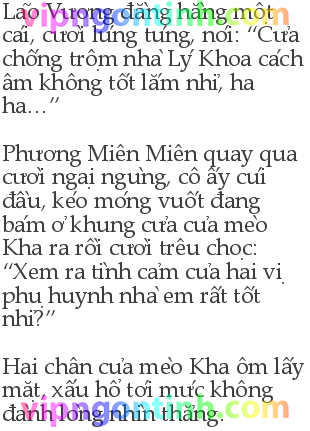 Lão Vương đằng hắng một
cái, cười lúng túng, nói: “Cửa
chống trộm nhà Lý Khoa cách
âm không tốt lắm nhỉ, ha
ha…”
Phương Miên Miên quay qua
cười ngại ngùng, cô ấy cúi
đầu, kéo móng vuốt đang
bám ở khung cửa của mèo
Kha ra rồi cười trêu chọc:
“Xem ra tình cảm của hai vị
phụ huynh nhà em rất tốt
nhỉ?”
Hai chân của mèo Kha ôm lấy
mặt, xấu hổ tới mức không
đành lòng nhìn thẳng.
vipngontinh.com
vipngontinh.com